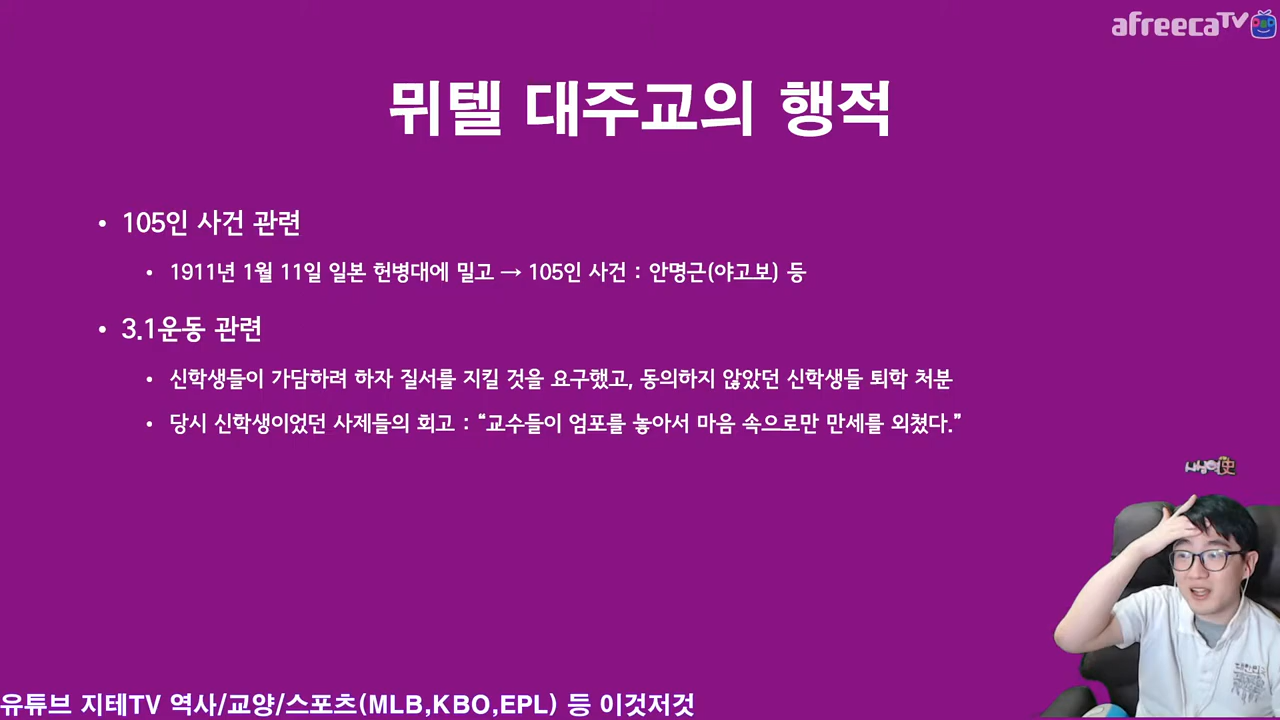 afreecaTV
뮈텔 대주교의 행적
• 105인 사건 관련
• 1911년 1월 11일 일본 헌병대에 밀고 → 105인 사건 : 안명근(야고보) 등
• 3.1운동 관련
• 신학생들이 가담하려 하자 질서를 지킬 것을 요구했고, 동의하지 않았던 신학생들 퇴학 처분
• 당시 신학생이었던 사제들의 회고 : “교수들이 엄포를 놓아서 마음 속으로만 만세를 외쳤다.”
유튜브 지테TV 역사/교양/스포츠(MLB,KBO,EPL) 등 이것저것